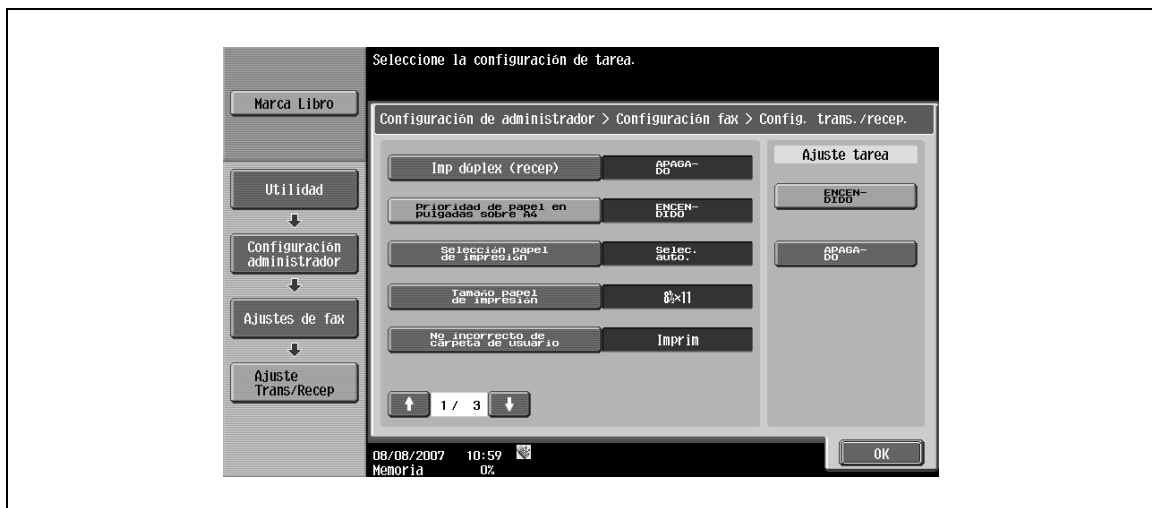 Seleccione la configuración de tarea.
Marca Libro
Configuración de administrador > Configuración fax > Config. trans./recep.
Utilidad
Configuración
administrador
Ajustes de fax
Ajuste
Trans/Recep
Imp dúplex (recep)
APAGA-
DO
Prioridad de papel en
pulgadas sobre A4
ENCEN-
DIDO
Selección papel
de impresión
Selec.
auto.
Tamaño papel
de impresión
8½×11
No incorrecto de
carpeta de usuario
Imprim
1/ 3
Ajuste tarea
ENCEN-
DIDO
APAGA-
DO
08/08/2007 10:59
Memoria 0%
OK